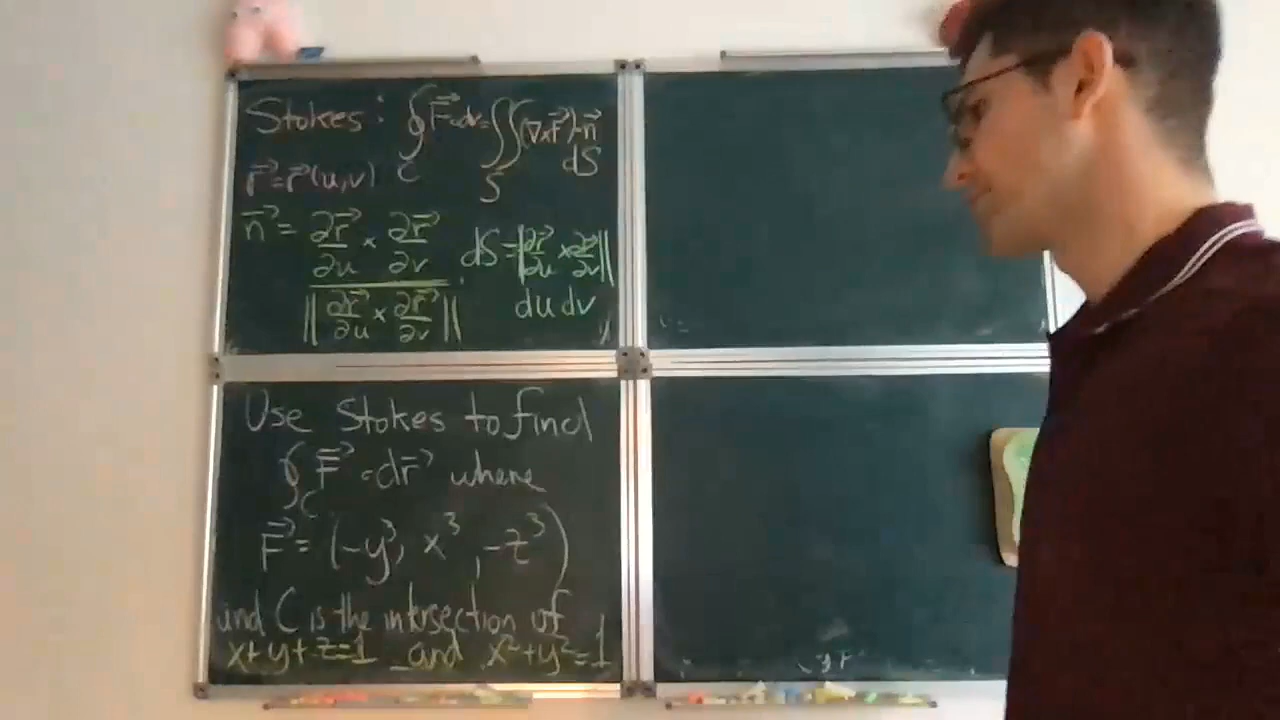 Stokes: ∮_C F⃗·dr = ∬_S (∇×F⃗)·n⃗ dS
r⃗ = r⃗(u,v)
n⃗ = (∂r⃗/∂u × ∂r⃗/∂v) / ||∂r⃗/∂u × ∂r⃗/∂v||, dS = ||∂r⃗/∂u × ∂r⃗/∂v||
du dv
Use Stokes to find
∮_C F⃗·dr⃗ where
F⃗ = (-y³, x³, -z³)
and C is the intersection of
x+y+z=1 and x²+y²=1